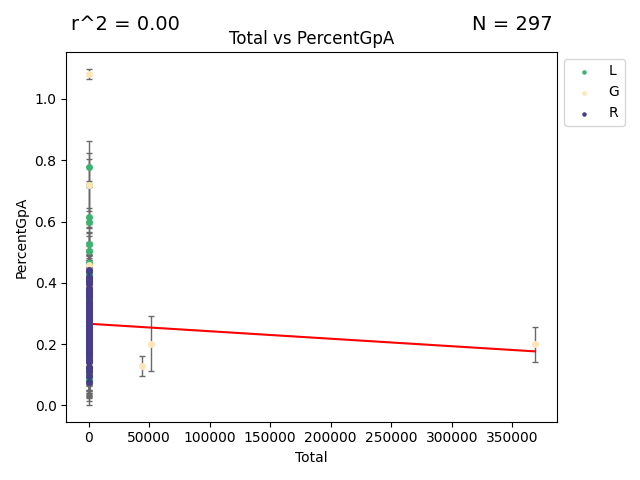 r^2 = 0.00
N = 297
Total vs PercentGpA
L
G
R
PercentGpA
1.0
0.8
0.6
0.4
0.2
0.0
0
50000
100000
150000
200000
250000
300000
350000
Total